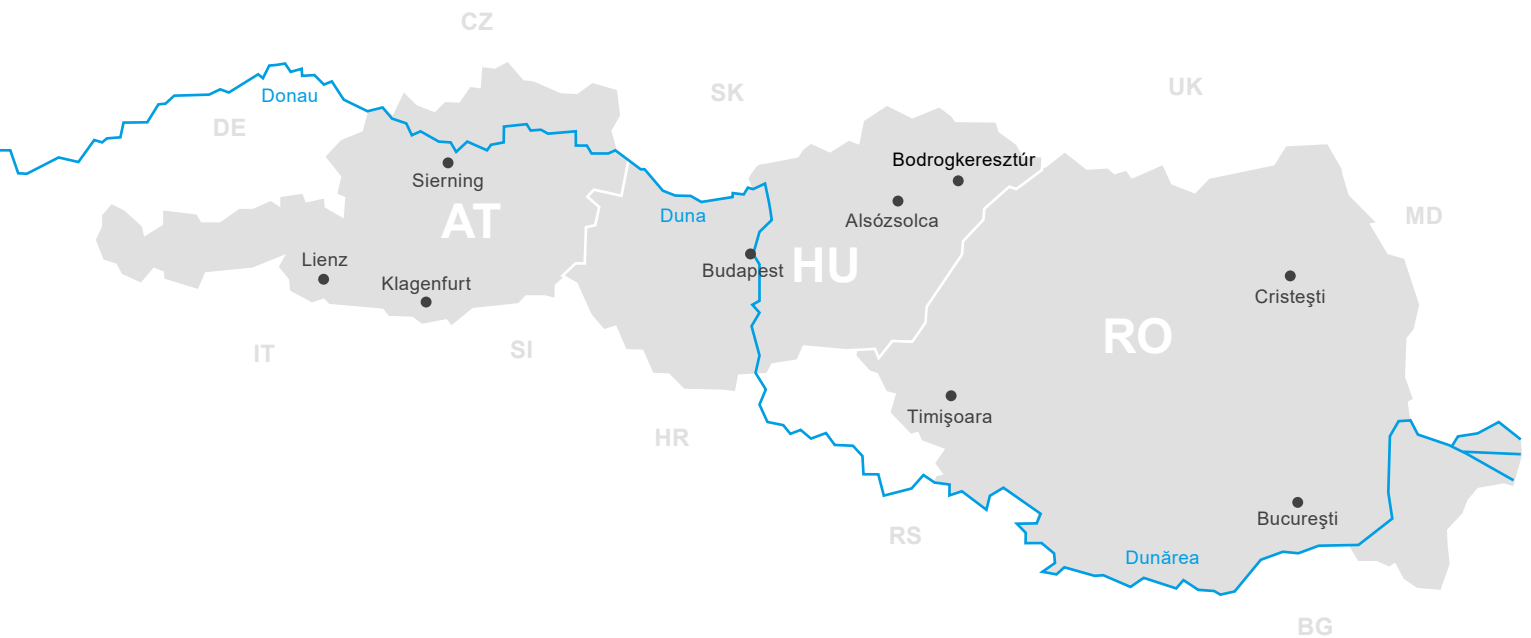 CZ
UK
SK
Donau
DE
Bodrogkeresztúr
Sierning
Duna
MD
Alsózsolca
AT
Lienz
HU
Budapest
Klagenfurt
Cristeşti
RO
IT
SI
Timişoara
HR
Bucureşti
RS
Dunărea
BG